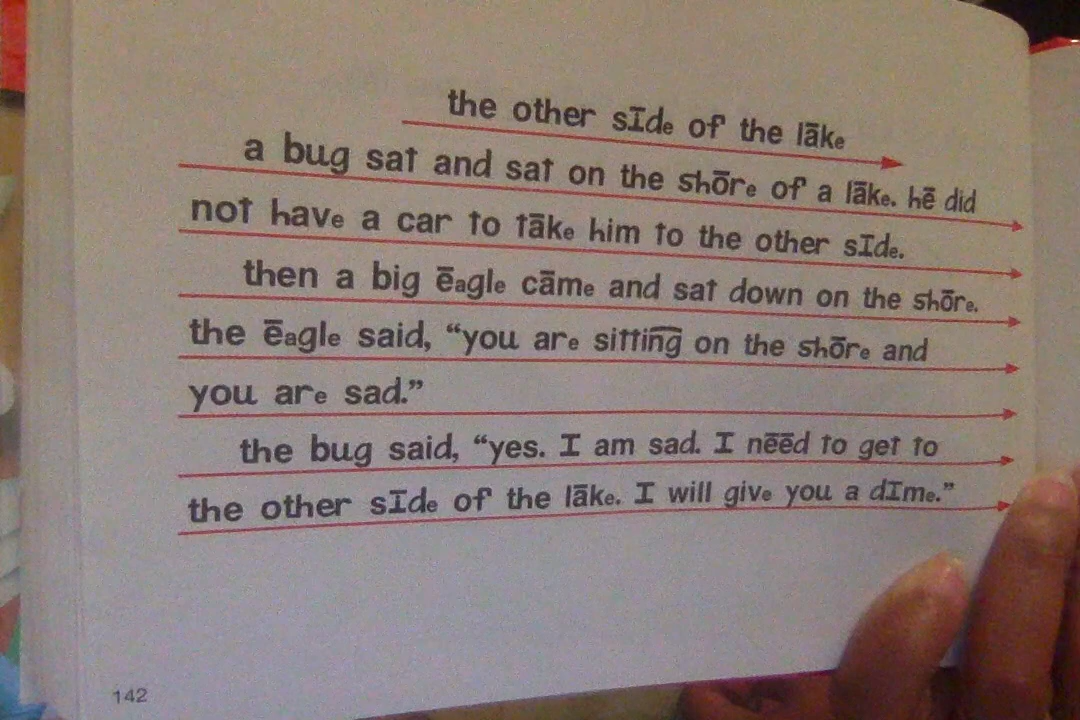 the other sīde of the lāke
a bug sat and sat on the shōre of a lāke. hē did
not have a car to tāke him to the other sīde.
then a big ēagle cāme and sat down on the shōre.
the ēagle said, “you are sitting on the shōre and
you are sad.”
the bug said, “yes. I am sad. I nēēd to get to
the other sīde of the lāke. I will give you a dīme.”
142